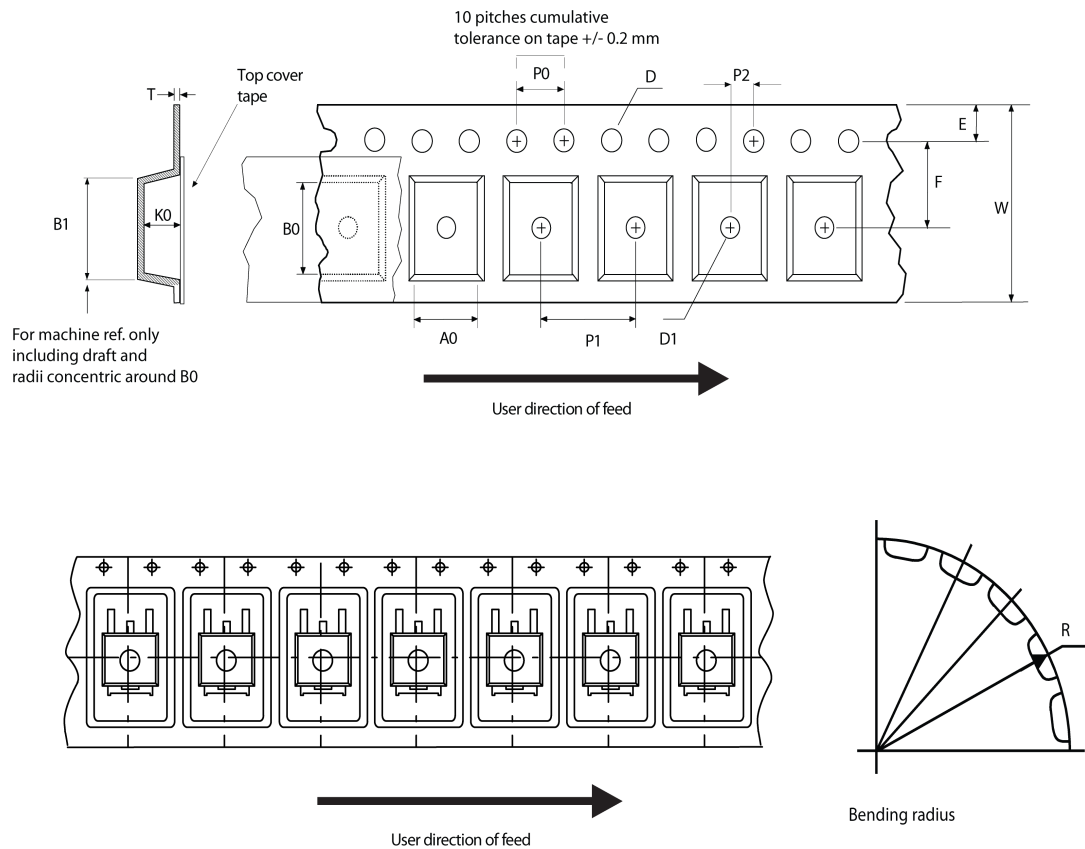 10 pitches cumulative
tolerance on tape +/- 0.2 mm
Top cover
tape
T
P0
D
P2
E
F
W
B1
K0
B0
For machine ref. only
including draft and
radii concentric around B0
A0
P1
D1
User direction of feed
R
Bending radius
User direction of feed